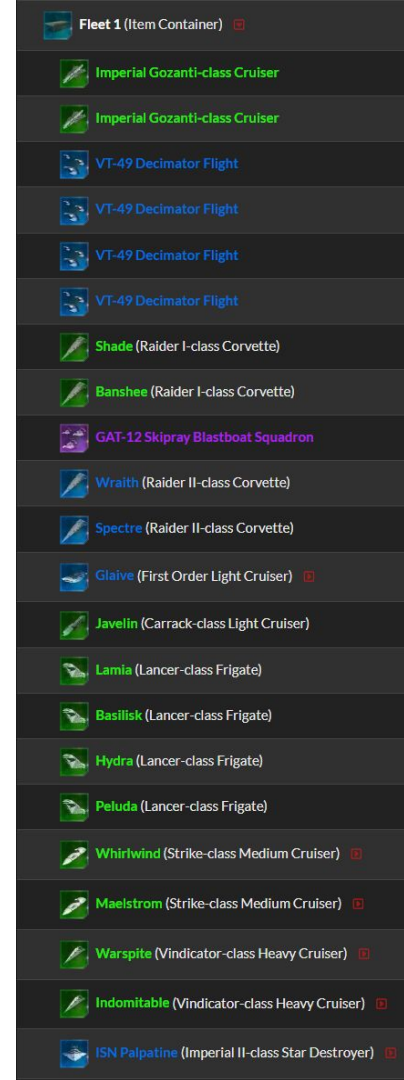 Fleet 1 (Item Container)
Imperial Gozanti-class Cruiser
Imperial Gozanti-class Cruiser
VT-49 Decimator Flight
VT-49 Decimator Flight
VT-49 Decimator Flight
VT-49 Decimator Flight
Shade (Raider I-class Corvette)
Banshee (Raider I-class Corvette)
GAT-12 Skipray Blastboat Squadron
Wraith (Raider II-class Corvette)
Spectre (Raider II-class Corvette)
Glaive (First Order Light Cruiser)
Javelin (Carrack-class Light Cruiser)
Lamia (Lancer-class Frigate)
Basilisk (Lancer-class Frigate)
Hydra (Lancer-class Frigate)
Peluda (Lancer-class Frigate)
Whirlwind (Strike-class Medium Cruiser)
Maelstrom (Strike-class Medium Cruiser)
Warspite (Vindicator-class Heavy Cruiser)
Indomitable (Vindicator-class Heavy Cruiser)
ISN Palpatine (Imperial II-class Star Destroyer)